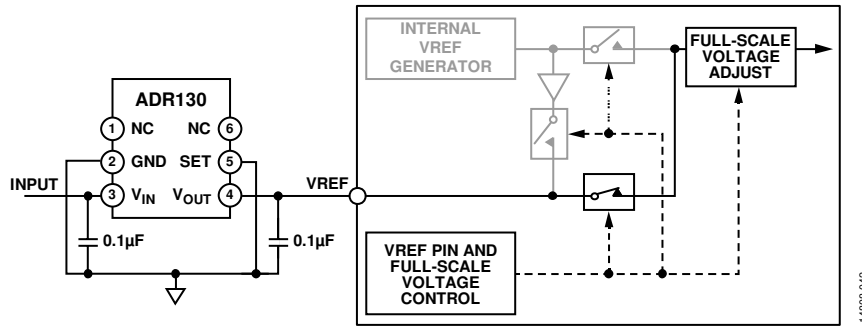 INTERNAL
VREF
GENERATOR
FULL-SCALE
VOLTAGE
ADJUST
ADR130
1 NC NC 6
2 GND SET 5
INPUT
3 VIN VOUT 4
VREF
0.1µF
0.1µF
VREF PIN AND
FULL-SCALE
VOLTAGE
CONTROL